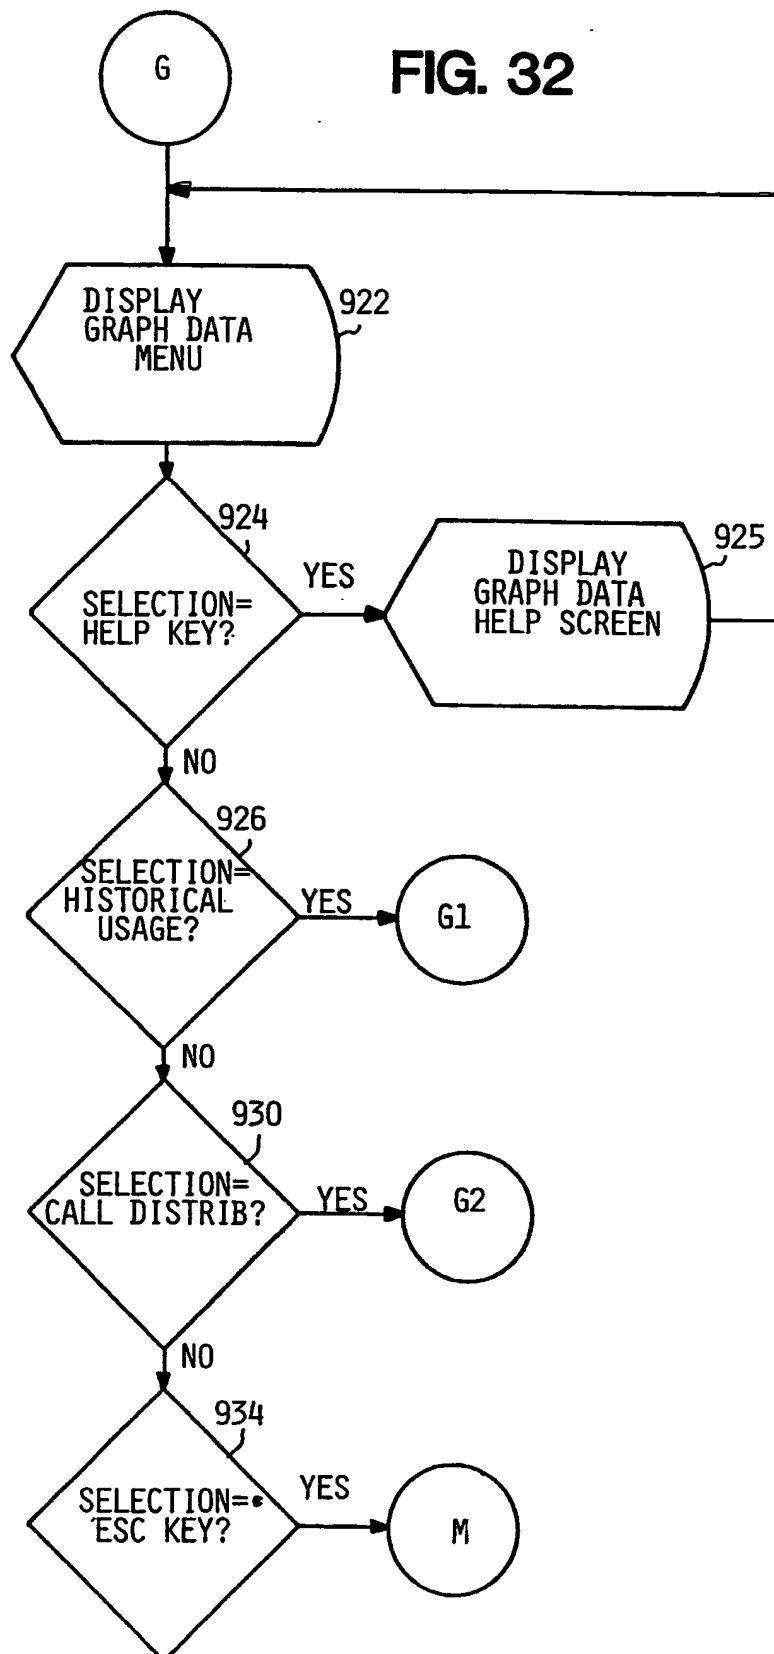 G
FIG. 32
DISPLAY
GRAPH DATA
MENU
922
924
SELECTION=
HELP KEY?
YES
DISPLAY
GRAPH DATA
HELP SCREEN
925
NO
926
SELECTION=
HISTORICAL
USAGE?
YES
G1
NO
930
SELECTION=
CALL DISTRIB?
YES
G2
NO
934
SELECTION=
ESC KEY?
YES
M